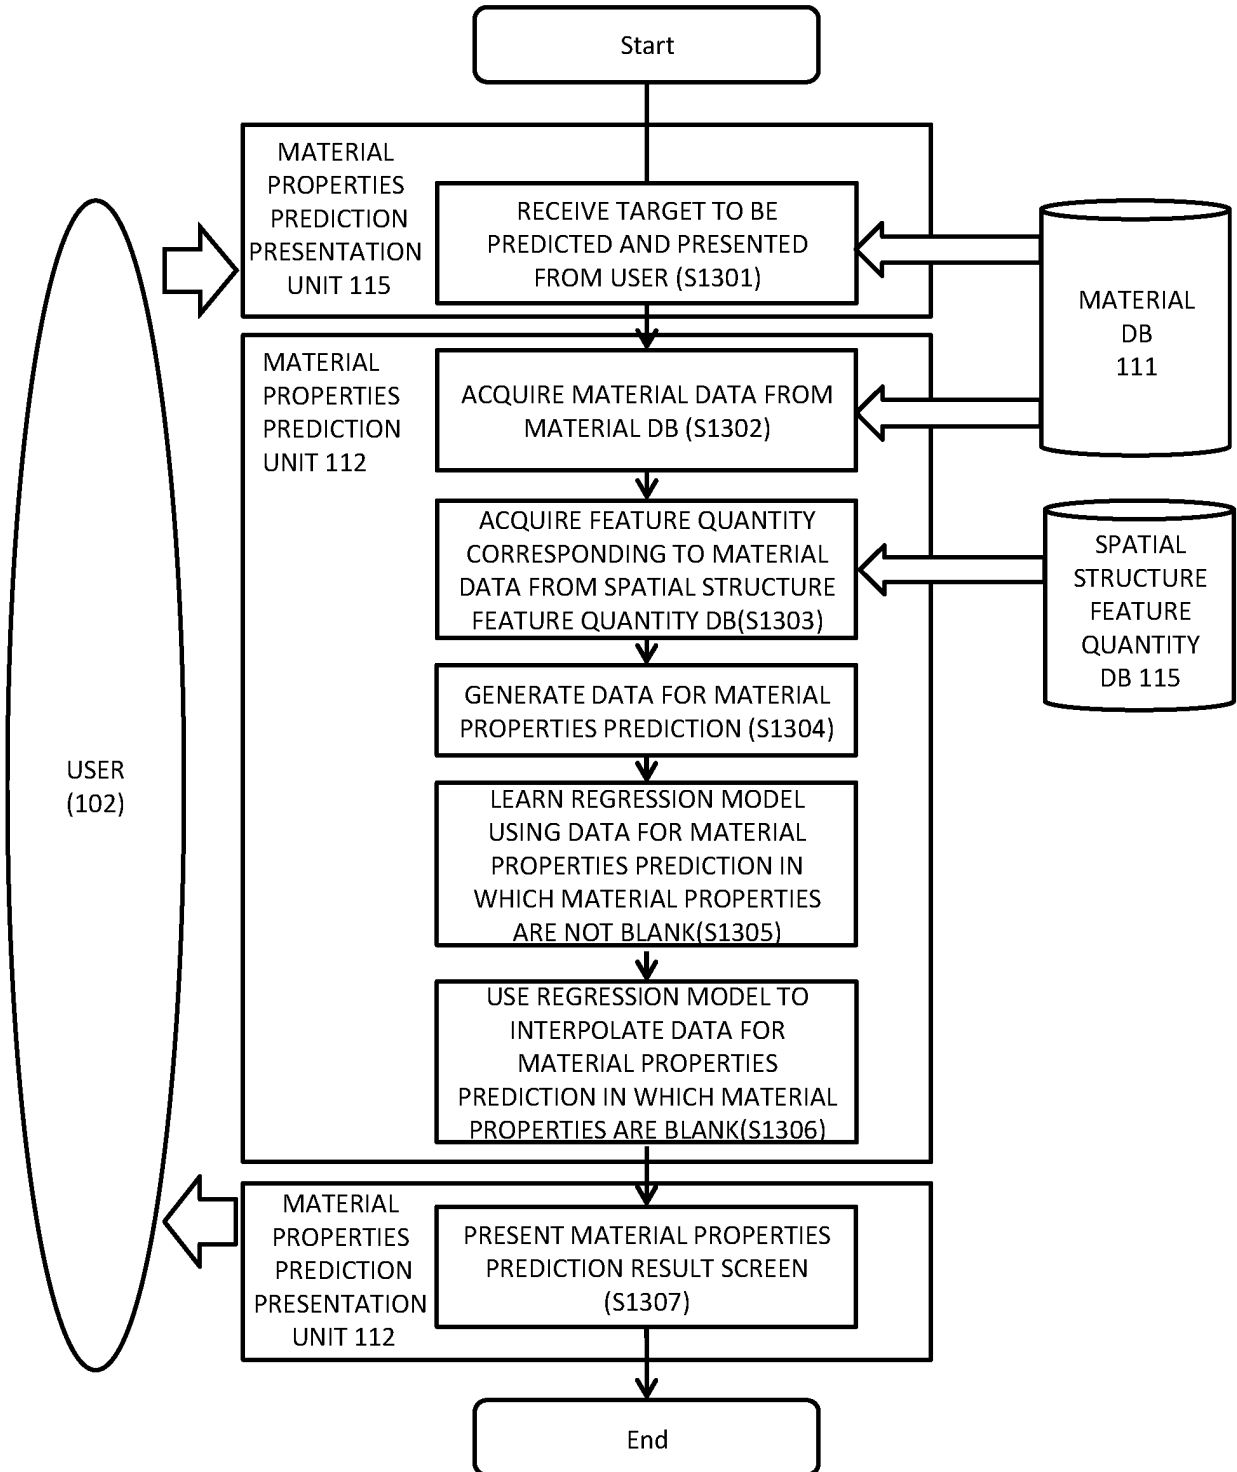 Start
MATERIAL
PROPERTIES
PREDICTION
PRESENTATION
UNIT 115
RECEIVE TARGET TO BE
PREDICTED AND PRESENTED
FROM USER (S1301)
MATERIAL
DB
111
MATERIAL
PROPERTIES
PREDICTION
UNIT 112
ACQUIRE MATERIAL DATA FROM
MATERIAL DB (S1302)
ACQUIRE FEATURE QUANTITY
CORRESPONDING TO MATERIAL
DATA FROM SPATIAL STRUCTURE
FEATURE QUANTITY DB(S1303)
SPATIAL
STRUCTURE
FEATURE
QUANTITY
DB 115
GENERATE DATA FOR MATERIAL
PROPERTIES PREDICTION (S1304)
USER
(102)
LEARN REGRESSION MODEL
USING DATA FOR MATERIAL
PROPERTIES PREDICTION IN
WHICH MATERIAL PROPERTIES
ARE NOT BLANK(S1305)
USE REGRESSION MODEL TO
INTERPOLATE DATA FOR
MATERIAL PROPERTIES
PREDICTION IN WHICH MATERIAL
PROPERTIES ARE BLANK(S1306)
MATERIAL
PROPERTIES
PREDICTION
PRESENTATION
UNIT 112
PRESENT MATERIAL PROPERTIES
PREDICTION RESULT SCREEN
(S1307)
End